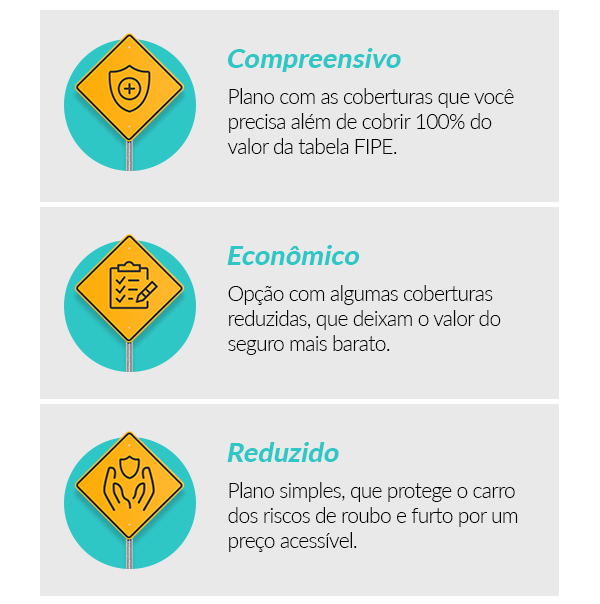 Compreensivo
Plano com as coberturas que você
precisa além de cobrir 100% do
valor da tabela FIPE.
Econômico
Opção com algumas coberturas
reduzidas, que deixam o valor do
seguro mais barato.
Reduzido
Plano simples, que protege o carro
dos riscos de roubo e furto por um
preço acessível.